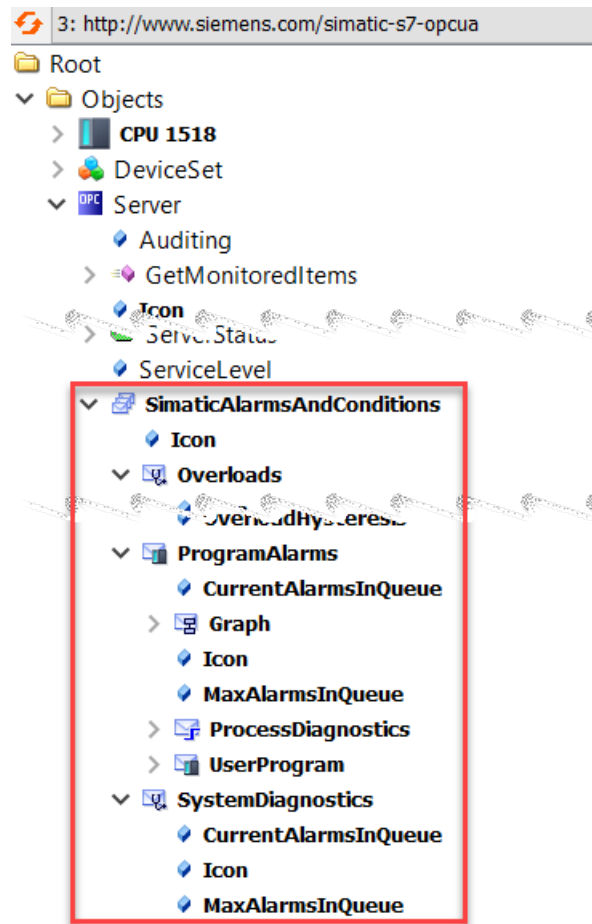 3: http://www.siemens.com/simatic-s7-opcua
Root
Objects
CPU 1518
DeviceSet
OPC Server
Auditing
GetMonitoredItems
Icon
ServerStatus
ServiceLevel
SimaticAlarmsAndConditions
Icon
Overloads
OverloadHysteresis
ProgramAlarms
CurrentAlarmsInQueue
Graph
Icon
MaxAlarmsInQueue
ProcessDiagnostics
UserProgram
SystemDiagnostics
CurrentAlarmsInQueue
Icon
MaxAlarmsInQueue